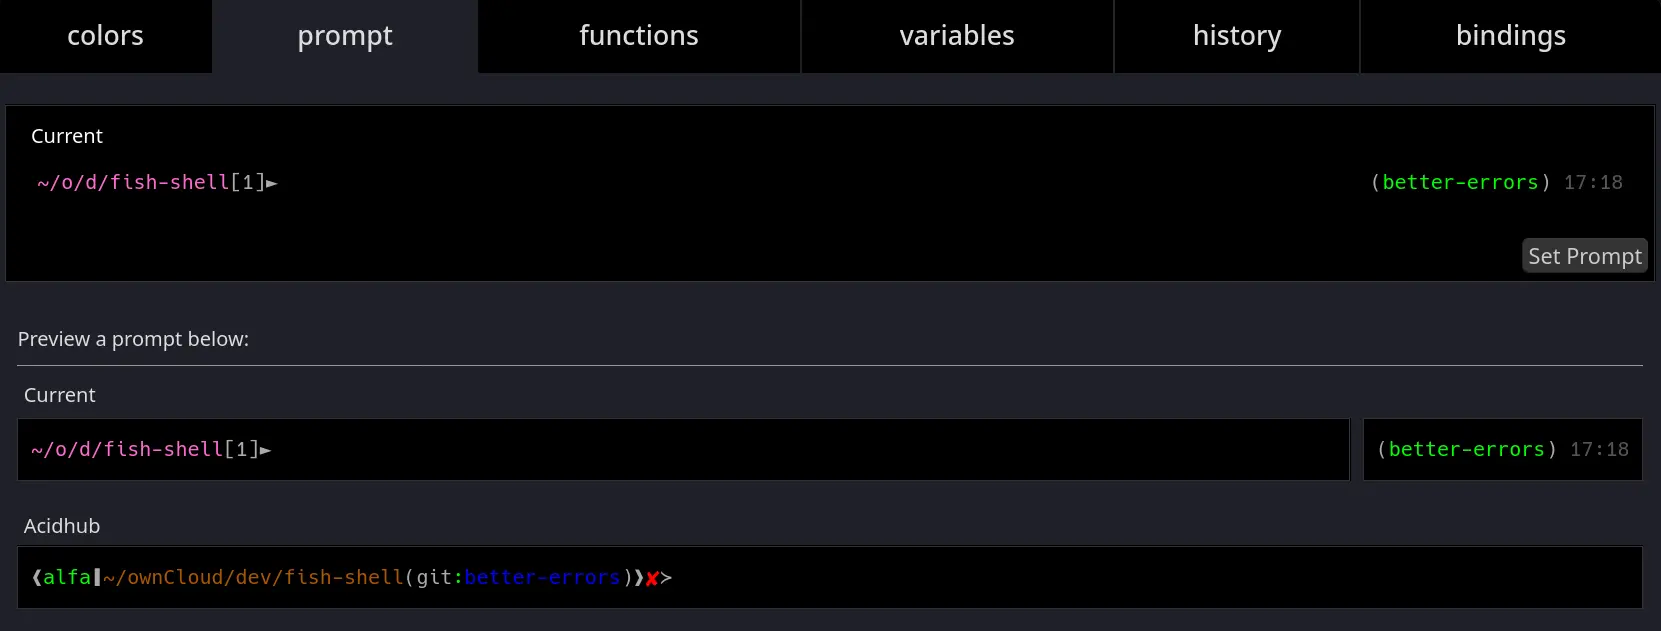 colors prompt functions variables history bindings
Current
~/o/d/fish-shell[1]► (better-errors) 17:18
Set Prompt
Preview a prompt below:
Current
~/o/d/fish-shell[1]► (better-errors) 17:18
Acidhub
❰alfa❙~/ownCloud/dev/fish-shell(git:better-errors)❱✘≻